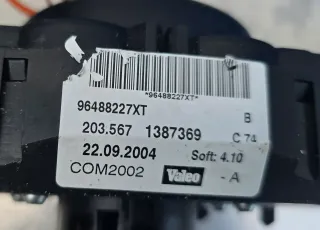 *96488227XT*
96488227XT B
203.567 1387369 C 74
22.09.2004 Soft: 4.10
COM2002 Valeo - A